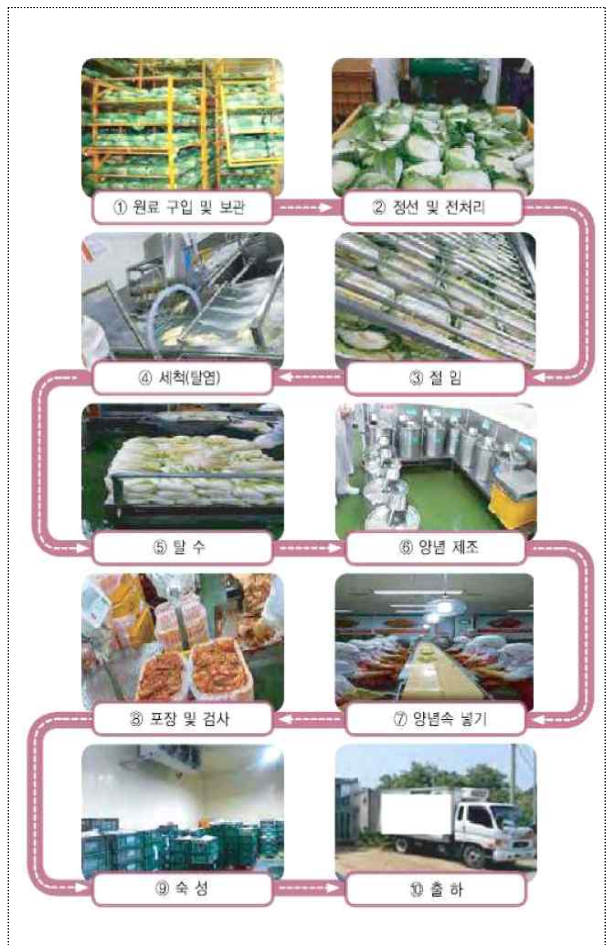 ① 원료 구입 및 보관
② 정선 및 전처리
③ 절 임
④ 세척(탈염)
⑤ 탈 수
⑥ 양념 제조
⑦ 양념속 넣기
⑧ 포장 및 검사
⑨ 숙 성
⑩ 출 하